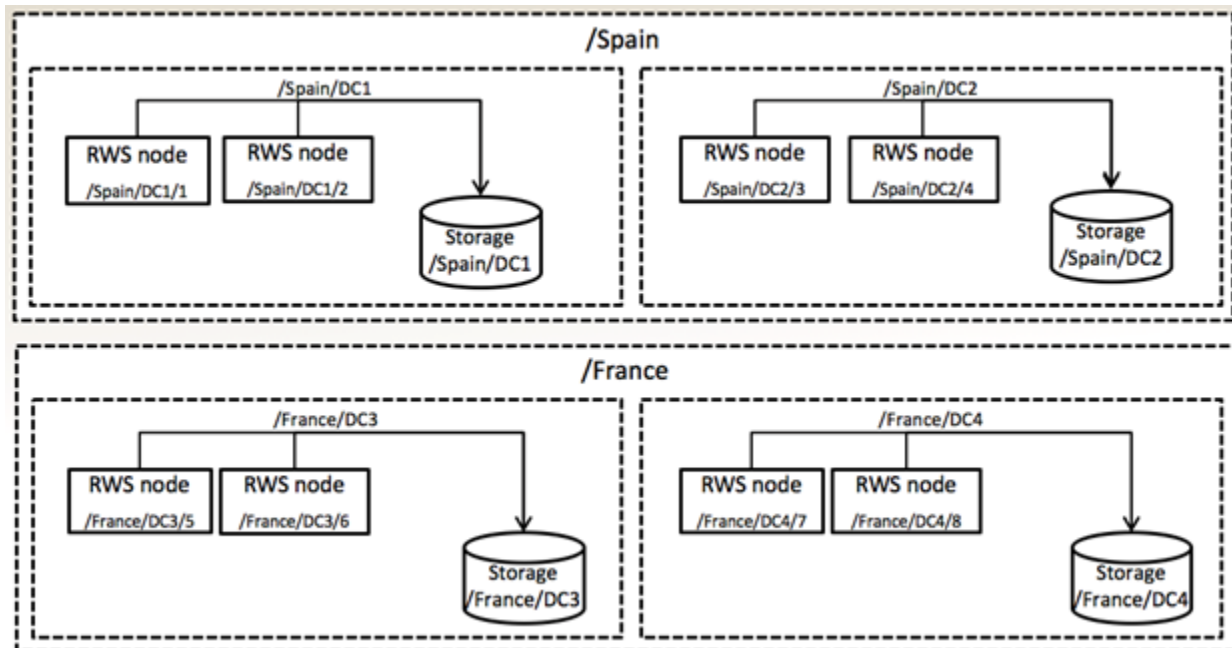 /Spain
/Spain/DC1
RWS node
/Spain/DC1/1
RWS node
/Spain/DC1/2
Storage
/Spain/DC1
/Spain/DC2
RWS node
/Spain/DC2/3
RWS node
/Spain/DC2/4
Storage
/Spain/DC2
/France
/France/DC3
RWS node
/France/DC3/5
RWS node
/France/DC3/6
Storage
/France/DC3
/France/DC4
RWS node
/France/DC4/7
RWS node
/France/DC4/8
Storage
/France/DC4